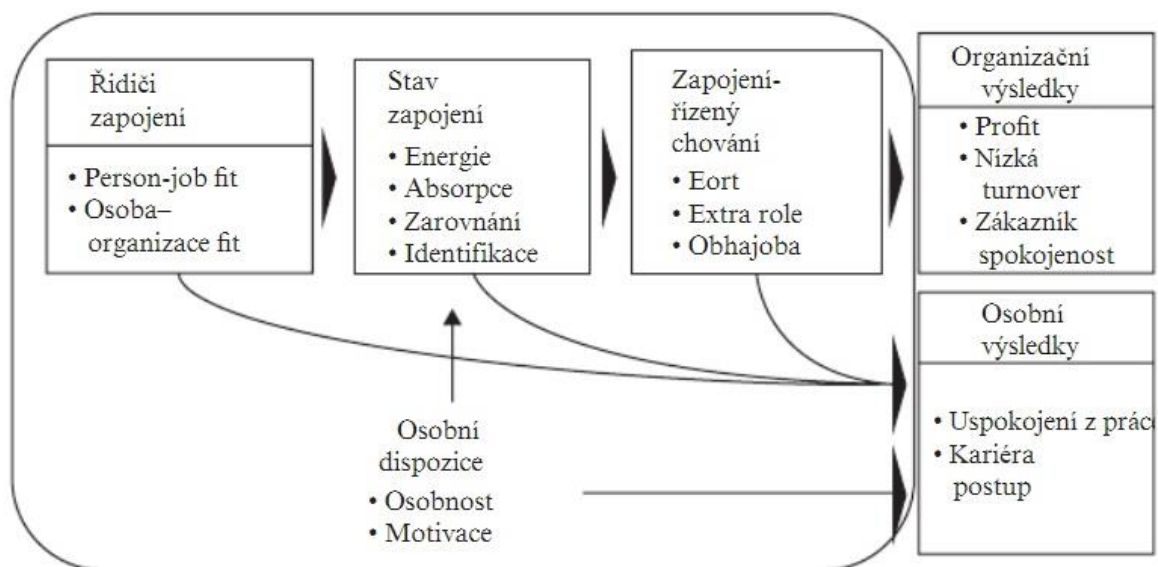 Řidiči
zapojení
• Person-job fit
• Osoba–
organizace fit
Stav
zapojení
• Energie
• Absorpce
• Zarovnání
• Identifikace
Zapojení-
řízený
chování
• Eort
• Extra role
• Obhajoba
Organizační
výsledky
• Profit
• Nízká
turnover
• Zákazník
spokojenost
Osobní
výsledky
• Uspokojení z prác
• Kariéra
postup
Osobní
dispozice
• Osobnost
• Motivace